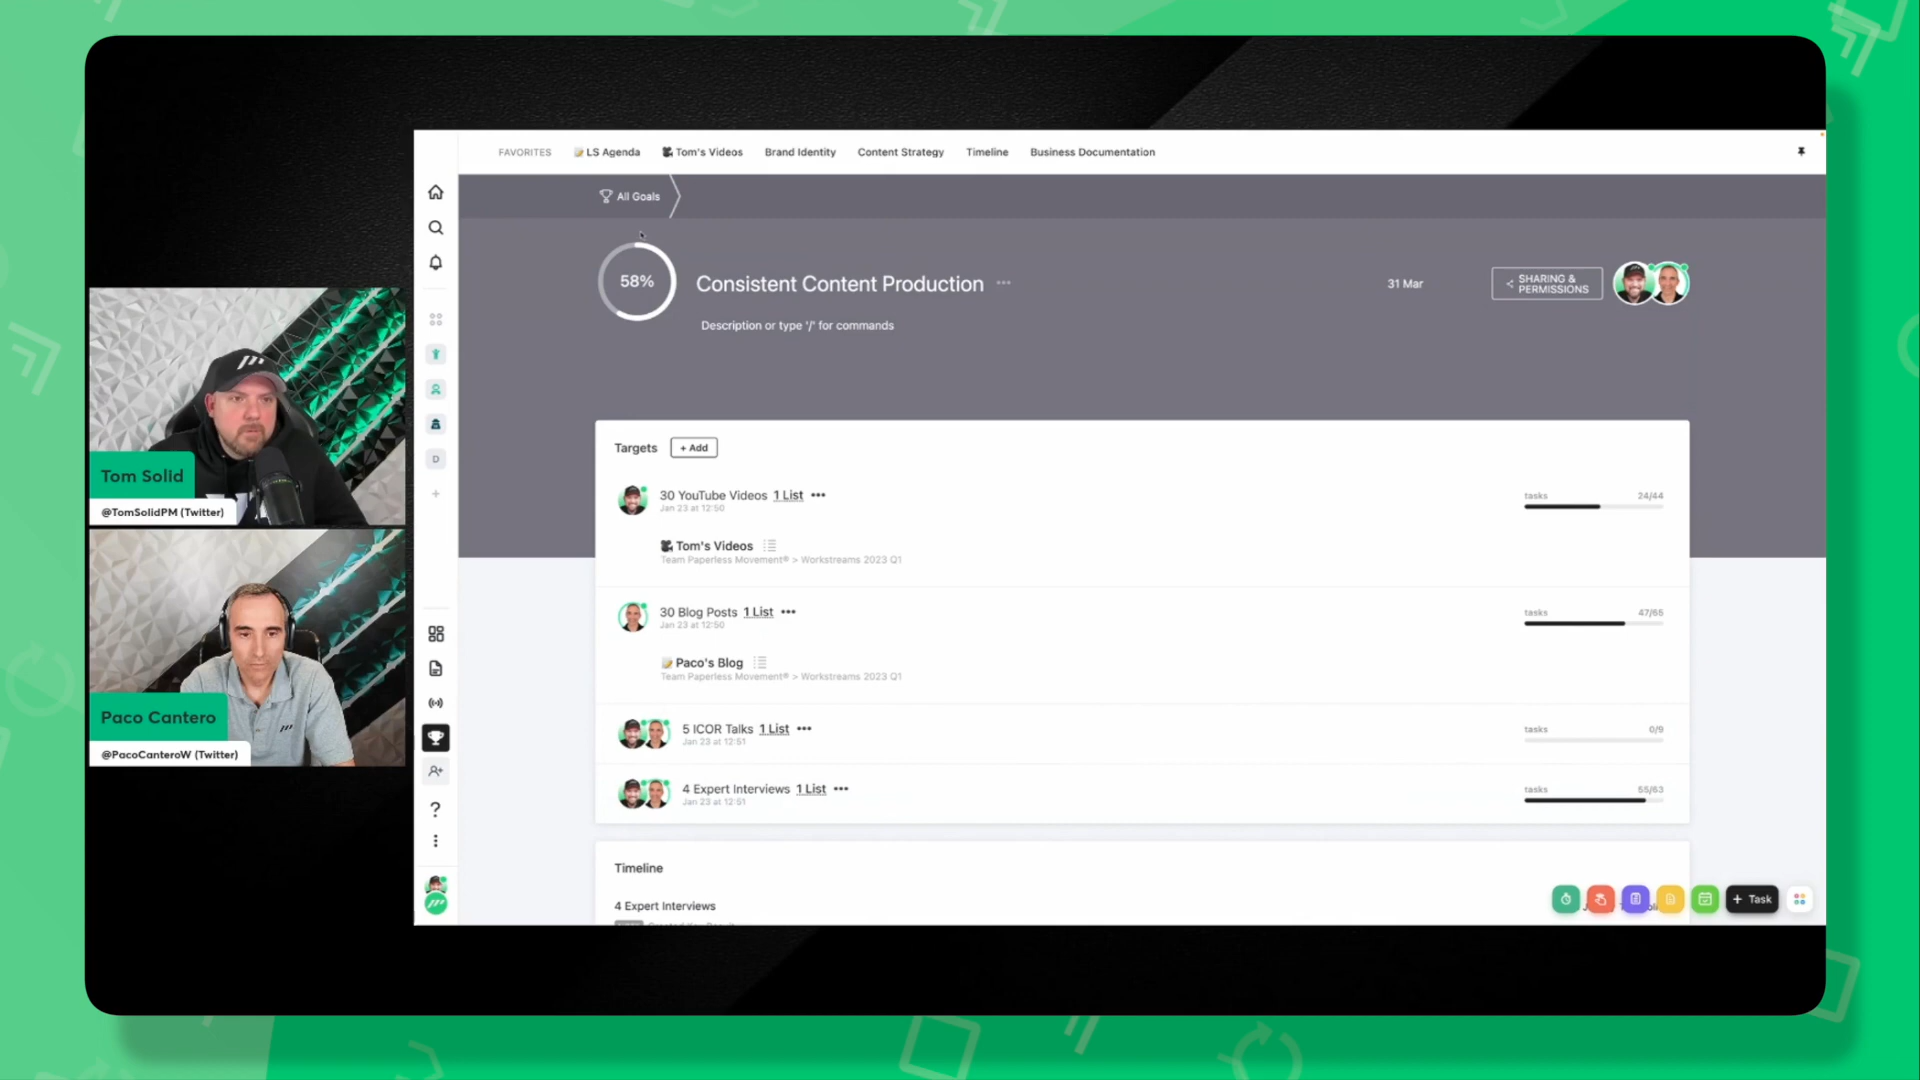 FAVORITES LS Agenda Tom's Videos Brand Identity Content Strategy Timeline Business Documentation
All Goals
58%
Consistent Content Production
31 Mar
SHARING &
PERMISSIONS
Description or type '/' for commands
Targets + Add
30 YouTube Videos 1 List
Jan 23 at 12:50
tasks 24/44
Tom's Videos
Team Paperless Movement® > Workstreams 2023 Q1
30 Blog Posts 1 List
Jan 23 at 12:50
tasks 47/65
Paco's Blog
Team Paperless Movement® > Workstreams 2023 Q1
5 ICOR Talks 1 List
Jan 23 at 12:51
tasks 0/9
4 Expert Interviews 1 List
Jan 23 at 12:51
tasks 55/63
Timeline
4 Expert Interviews
+ Task
D
Tom Solid
@TomSolidPM (Twitter)
Paco Cantero
@PacoCanteroW (Twitter)